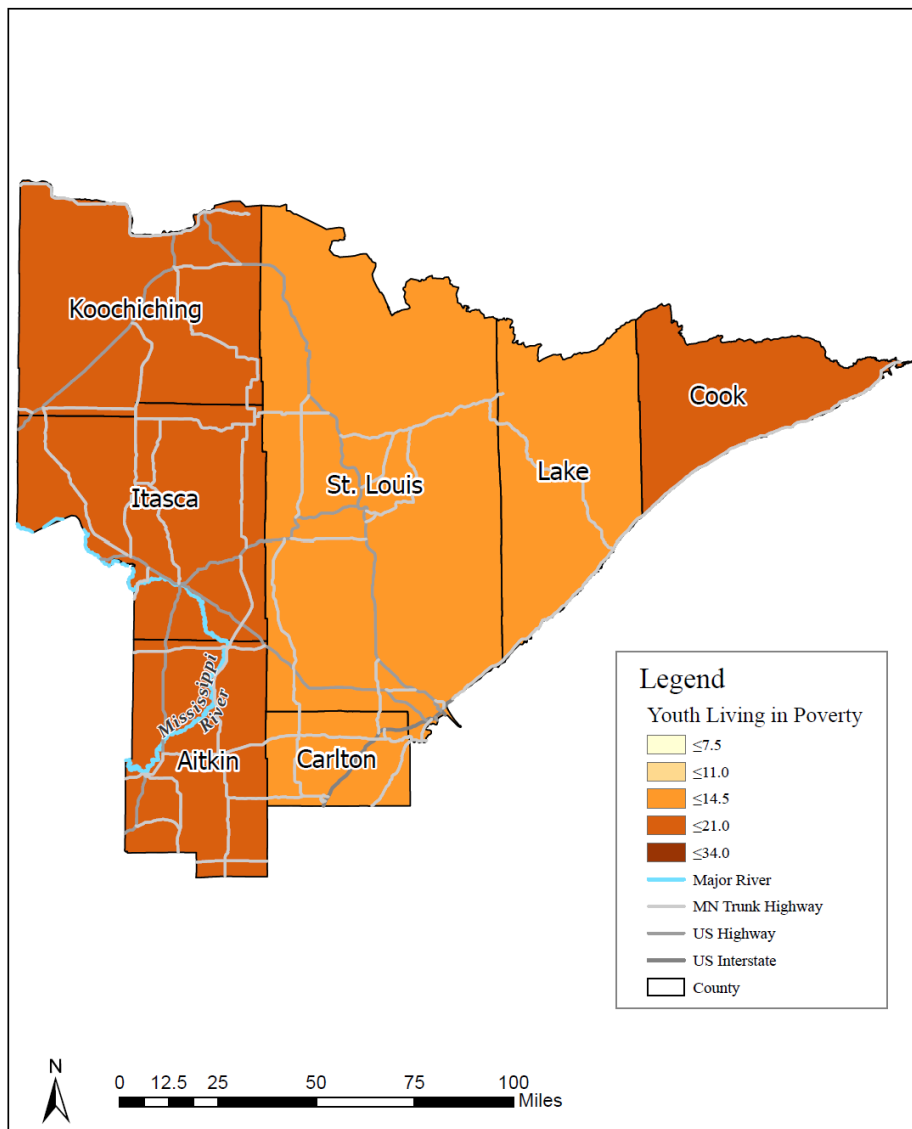 Koochiching
Cook
Itasca
St. Louis
Lake
Mississippi
River
Aitkin
Carlton
Legend
Youth Living in Poverty
≤7.5
≤11.0
≤14.5
≤21.0
≤34.0
Major River
MN Trunk Highway
US Highway
US Interstate
County
N
0 12.5 25 50 75 100
Miles